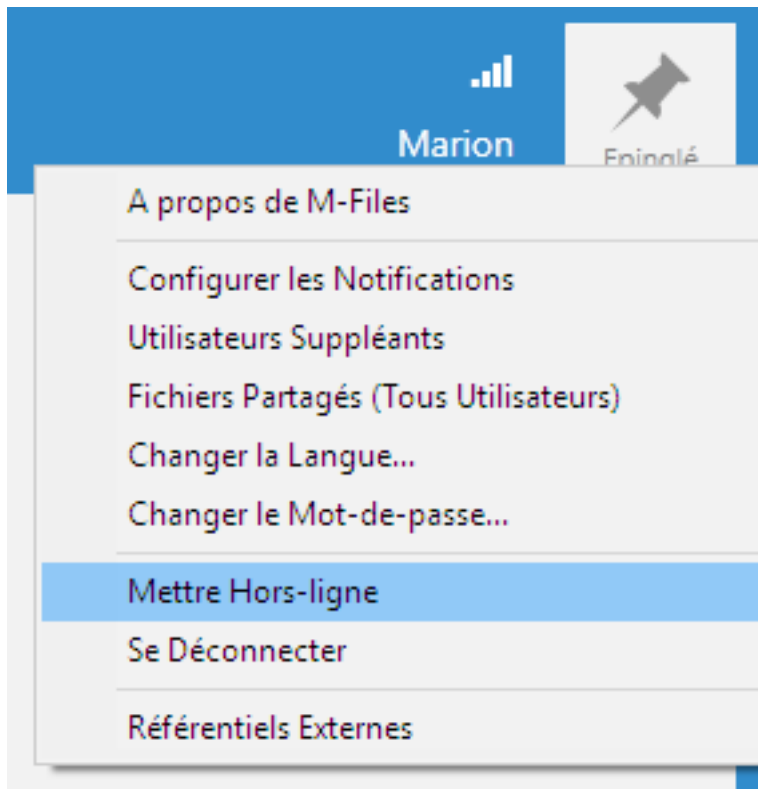 Marion
Epinglé
A propos de M-Files
Configurer les Notifications
Utilisateurs Suppléants
Fichiers Partagés (Tous Utilisateurs)
Changer la Langue...
Changer le Mot-de-passe...
Mettre Hors-ligne
Se Déconnecter
Référentiels Externes